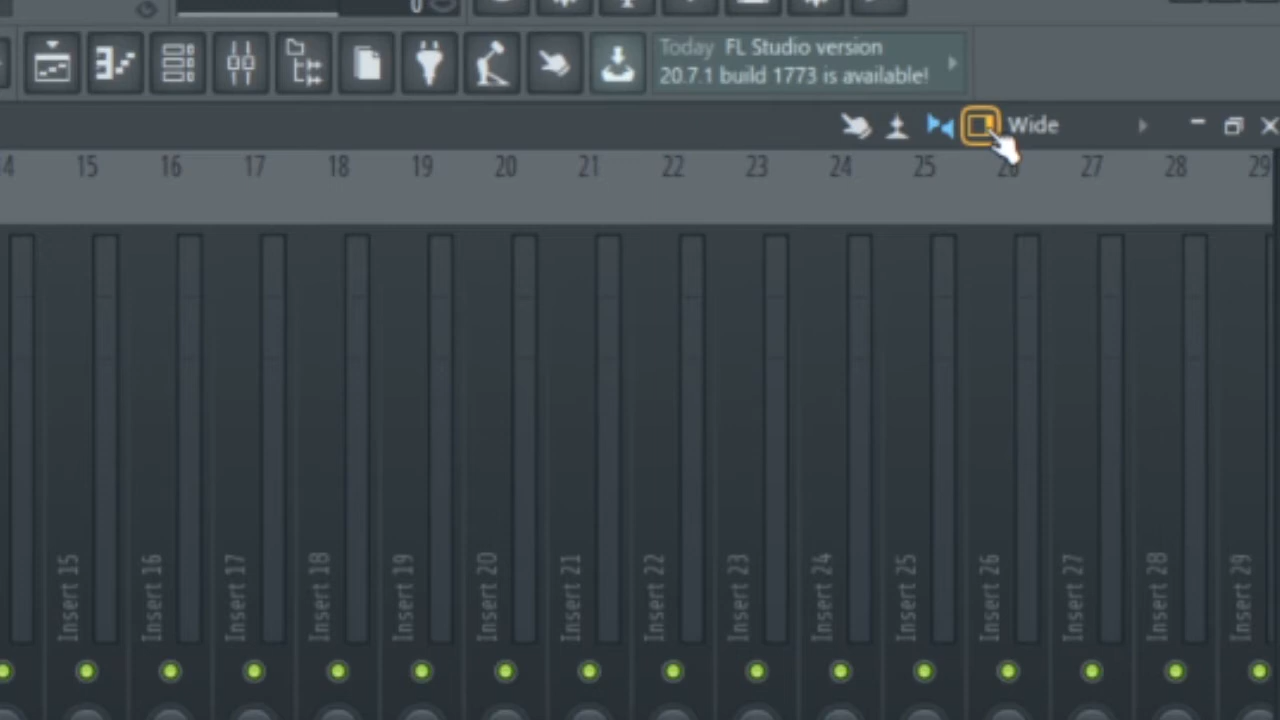 0
Today FL Studio version
20.7.1 build 1773 is available!
Wide
15 16 17 18 19 20 21 22 23 24 25 26 27 28 29
Insert 15
Insert 16
Insert 17
Insert 18
Insert 19
Insert 20
Insert 21
Insert 22
Insert 23
Insert 24
Insert 25
Insert 26
Insert 27
Insert 28
Insert 29